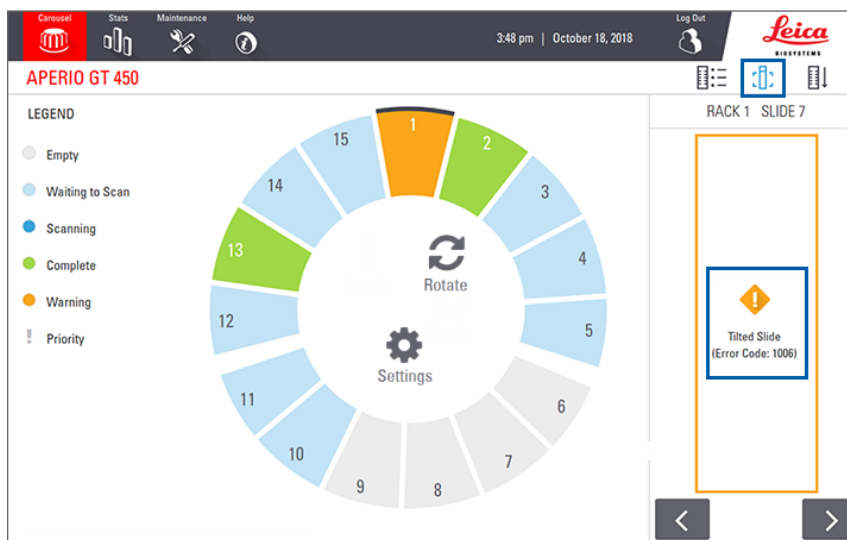 Carousel
Stats
Maintenance
Help
3:48 pm | October 18, 2018
Log Out
Leica
BIOSYSTEMS
APERIO GT 450
LEGEND
Empty
Waiting to Scan
Scanning
Complete
Warning
! Priority
1
2
3
4
5
6
7
8
9
10
11
12
13
14
15
Rotate
Settings
RACK 1 SLIDE 7
!
Tilted Slide
(Error Code: 1006)